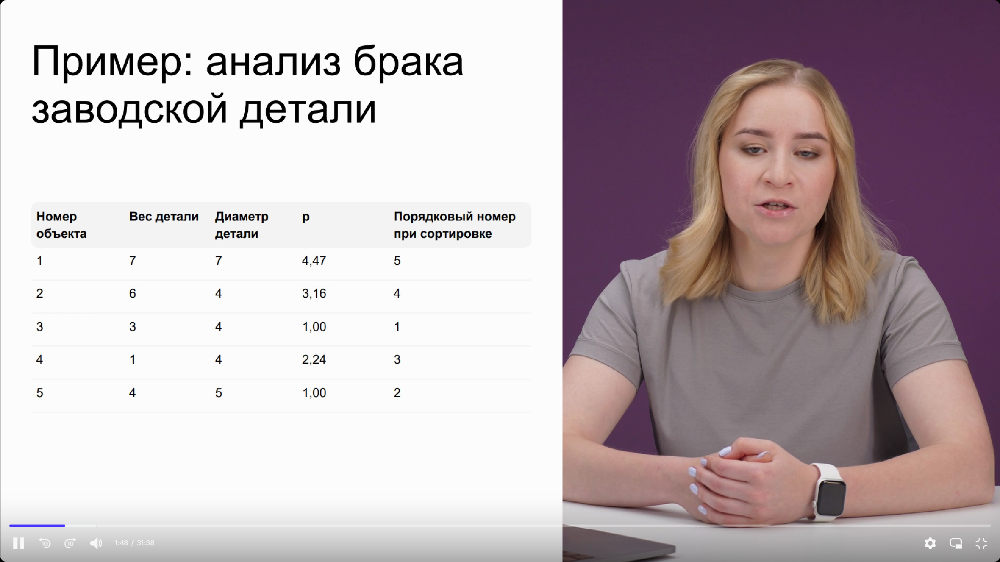 Пример: анализ брака
заводской детали
Номер объекта Вес детали Диаметр детали p Порядковый номер при сортировке
1 7 7 4,47 5
2 6 4 3,16 4
3 3 4 1,00 1
4 1 4 2,24 3
5 4 5 1,00 2
10 10 1:48 / 31:38